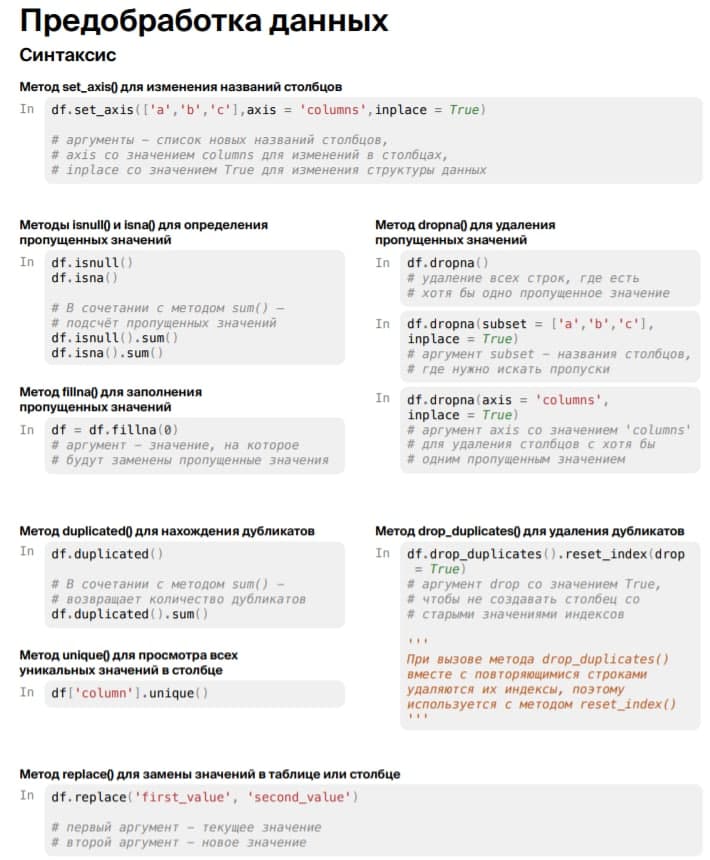 Предобработка данных
Синтаксис
Метод set_axis() для изменения названий столбцов
In df.set_axis(['a','b','c'],axis = 'columns',inplace = True)
# аргументы — список новых названий столбцов,
# axis со значением columns для изменений в столбцах,
# inplace со значением True для изменения структуры данных
Методы isnull() и isna() для определения
пропущенных значений
In df.isnull()
df.isna()
# В сочетании с методом sum() —
# подсчёт пропущенных значений
df.isnull().sum()
df.isna().sum()
Метод fillna() для заполнения
пропущенных значений
In df = df.fillna(0)
# аргумент — значение, на которое
# будут заменены пропущенные значения
Метод dropna() для удаления
пропущенных значений
In df.dropna()
# удаление всех строк, где есть
# хотя бы одно пропущенное значение
In df.dropna(subset = ['a','b','c'],
inplace = True)
# аргумент subset — названия столбцов,
# где нужно искать пропуски
In df.dropna(axis = 'columns',
inplace = True)
# аргумент axis со значением 'columns'
# для удаления столбцов с хотя бы
# одним пропущенным значением
Метод duplicated() для нахождения дубликатов
In df.duplicated()
# В сочетании с методом sum() —
# возвращает количество дубликатов
df.duplicated().sum()
Метод unique() для просмотра всех
уникальных значений в столбце
In df['column'].unique()
Метод drop_duplicates() для удаления дубликатов
In df.drop_duplicates().reset_index(drop
= True)
# аргумент drop со значением True,
# чтобы не создавать столбец со
# старыми значениями индексов
'''
При вызове метода drop_duplicates()
вместе с повторяющимися строками
удаляются их индексы, поэтому
используется с методом reset_index()
'''
Метод replace() для замены значений в таблице или столбце
In df.replace('first_value', 'second_value')
# первый аргумент — текущее значение
# второй аргумент — новое значение